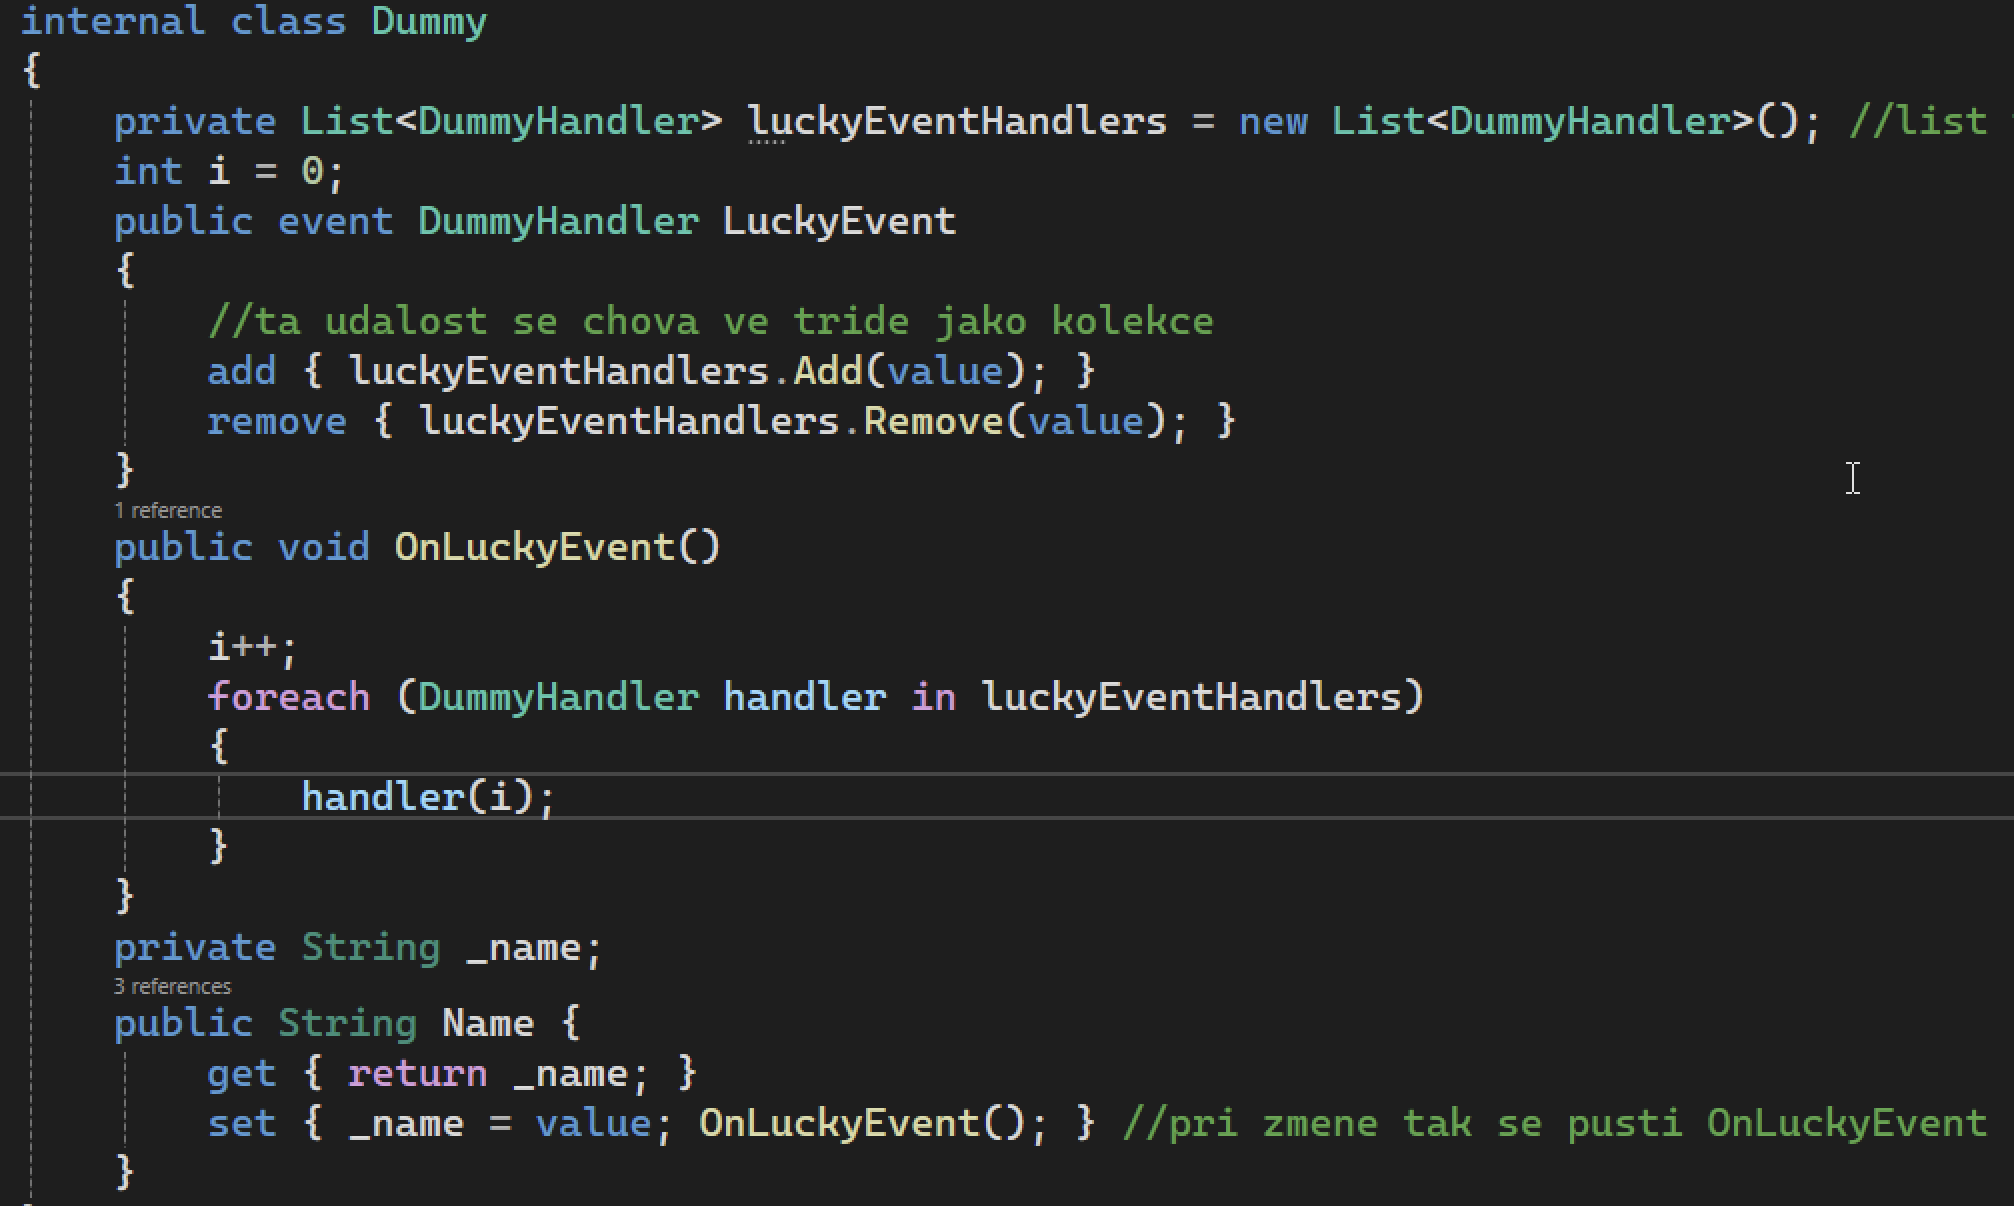 internal class Dummy
{
    private List<DummyHandler> luckyEventHandlers = new List<DummyHandler>(); //list
    int i = 0;
    public event DummyHandler LuckyEvent
    {
        //ta udalost se chova ve tride jako kolekce
        add { luckyEventHandlers.Add(value); }
        remove { luckyEventHandlers.Remove(value); }
    }
    1 reference
    public void OnLuckyEvent()
    {
        i++;
        foreach (DummyHandler handler in luckyEventHandlers)
        {
            handler(i);
        }
    }
    private String _name;
    3 references
    public String Name {
        get { return _name; }
        set { _name = value; OnLuckyEvent(); } //pri zmene tak se pusti OnLuckyEvent
    }